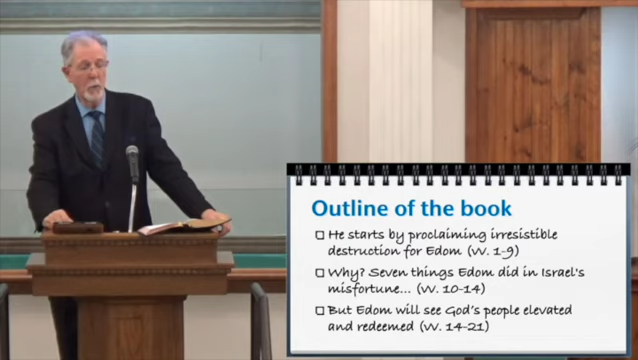 Outline of the book
He starts by proclaiming irresistible
destruction for Edom (vv. 1-9)
Why? Seven things Edom did in Israel's
misfortune... (vv. 10-14)
But Edom will see God's people elevated
and redeemed (vv. 14-21)